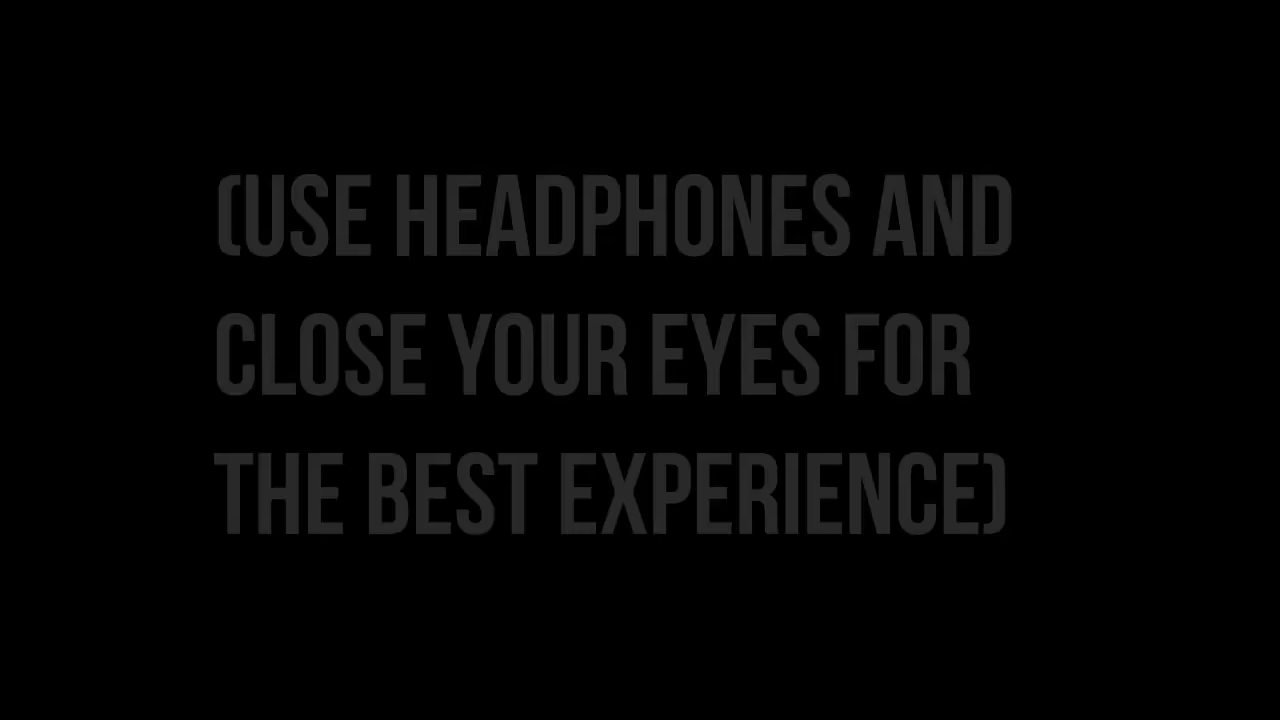 (USE HEADPHONES AND
CLOSE YOUR EYES FOR
THE BEST EXPERIENCE)